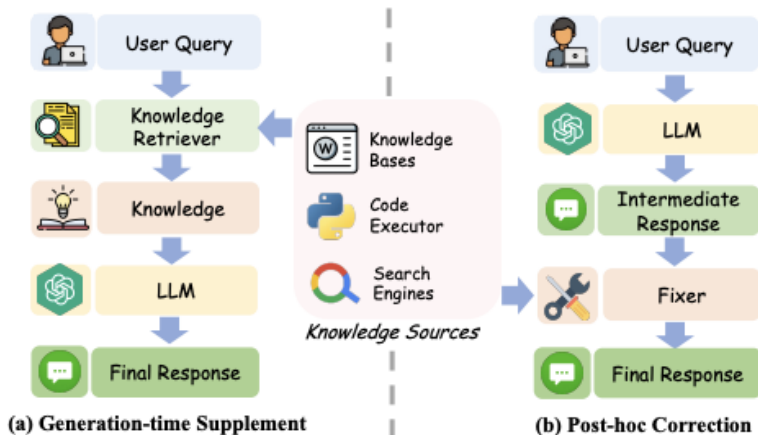 User Query
Knowledge
Retriever
Knowledge
LLM
Final Response
(a) Generation-time Supplement
W
Knowledge
Bases
Code
Executor
Search
Engines
Knowledge Sources
User Query
LLM
Intermediate
Response
Fixer
Final Response
(b) Post-hoc Correction